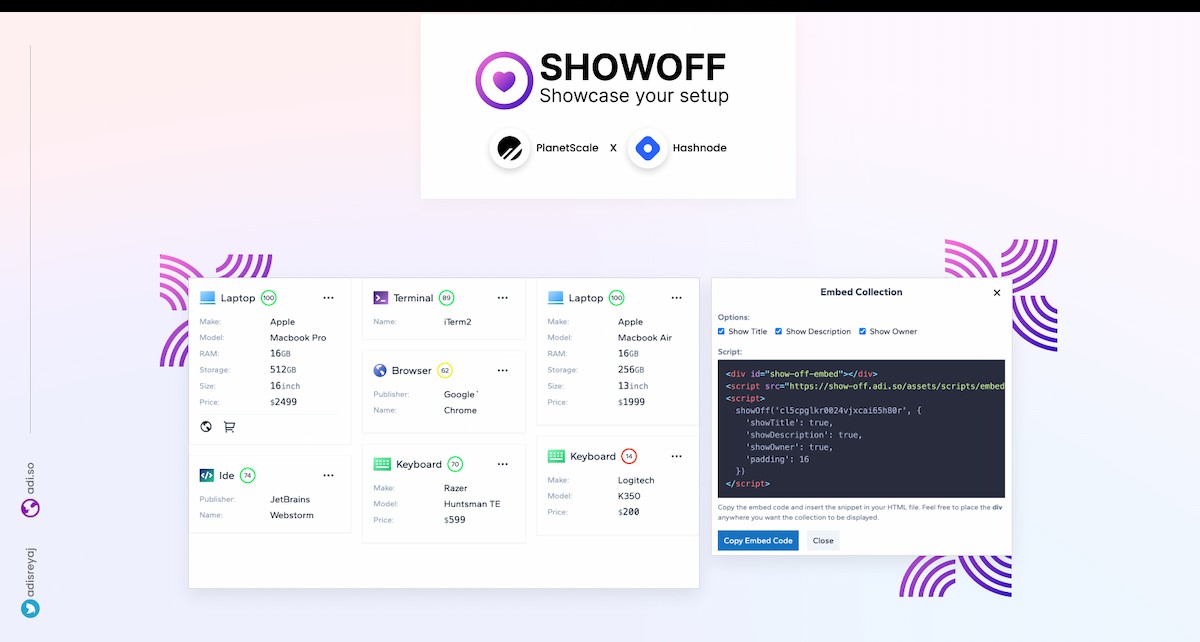 SHOWOFF
Showcase your setup
PlanetScale X Hashnode
Laptop 100
Make: Apple
Model: Macbook Pro
RAM: 16GB
Storage: 512GB
Size: 16inch
Price: $2499
Ide 74
Publisher: JetBrains
Name: Webstorm
Terminal 89
Name: iTerm2
Browser 62
Publisher: Google`
Name: Chrome
Keyboard 70
Make: Razer
Model: Huntsman TE
Price: $599
Laptop 100
Make: Apple
Model: Macbook Air
RAM: 16GB
Storage: 256GB
Size: 13inch
Price: $1999
Keyboard 14
Make: Logitech
Model: K350
Price: $200
Embed Collection
Options:
Show Title Show Description Show Owner
Script:
<div id="show-off-embed"></div>
<script src="https://show-off.adi.so/assets/scripts/embed
<script>
showOff('cl5cpglkr0024vjxcai65h80r', {
'showTitle': true,
'showDescription': true,
'showOwner': true,
'padding': 16
})
</script>
Copy the embed code and insert the snippet in your HTML file. Feel free to place the div
anywhere you want the collection to be displayed.
Copy Embed Code Close
adi.so
adisreyaj